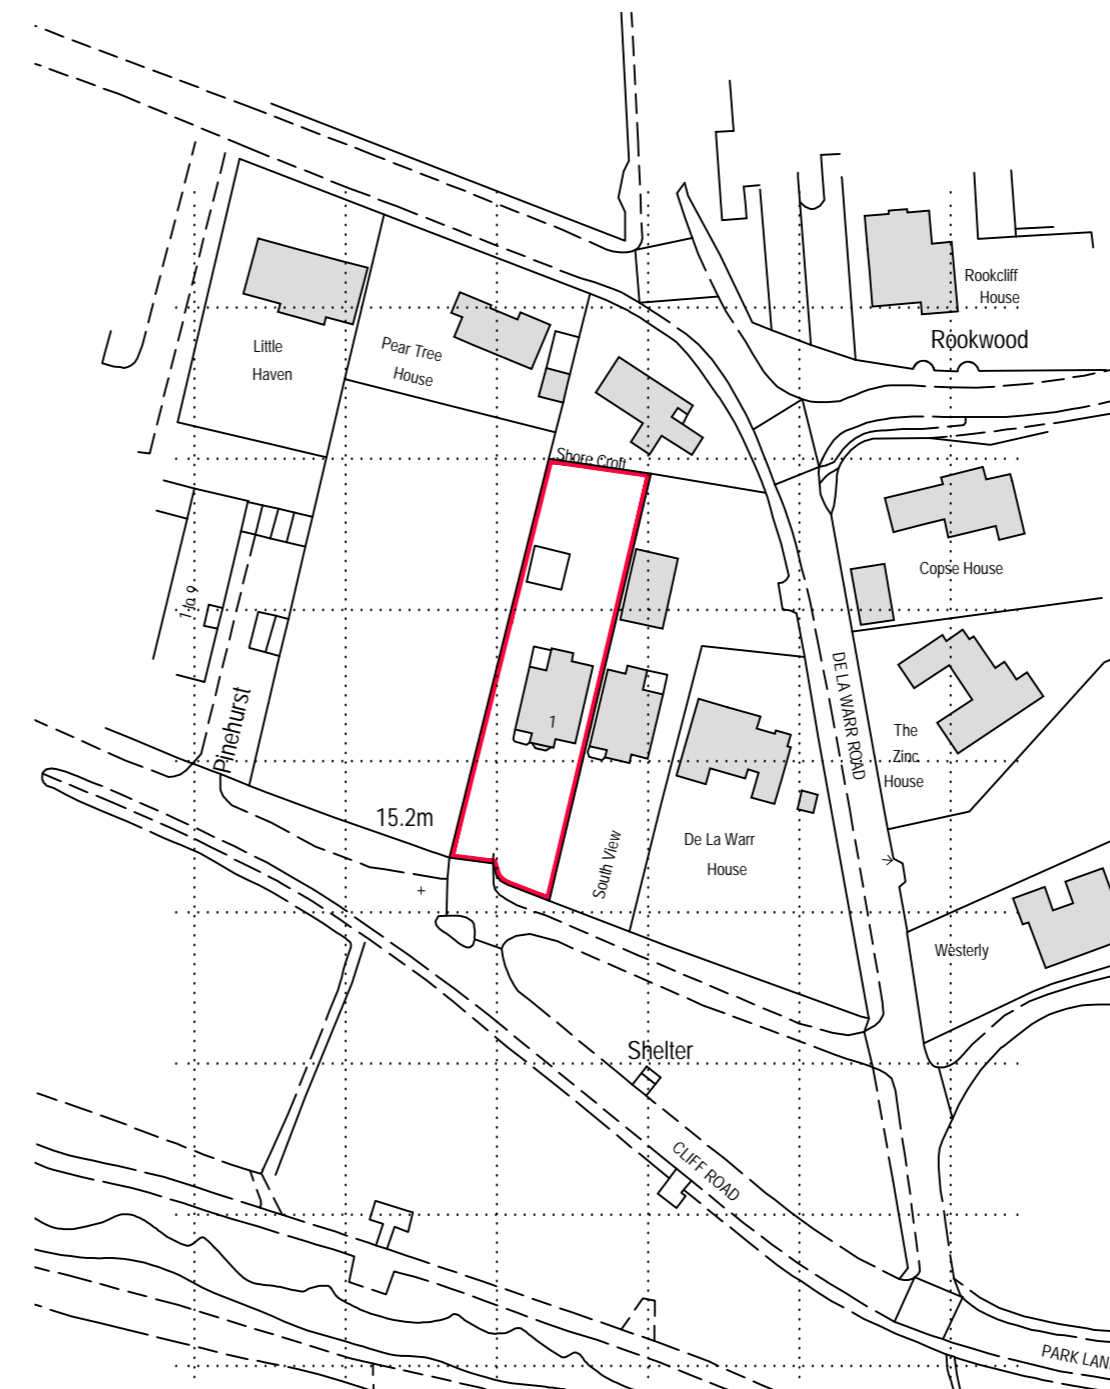 Rookcliff
House
Rookwood
Little
Haven
Pear Tree
House
Shore Croft
Copse House
1 to 9
Pinehurst
1
DE LA WARR ROAD
The
Zinc
House
15.2m
South View
De La Warr
House
Westerly
Shelter
CLIFF ROAD
PARK LAN